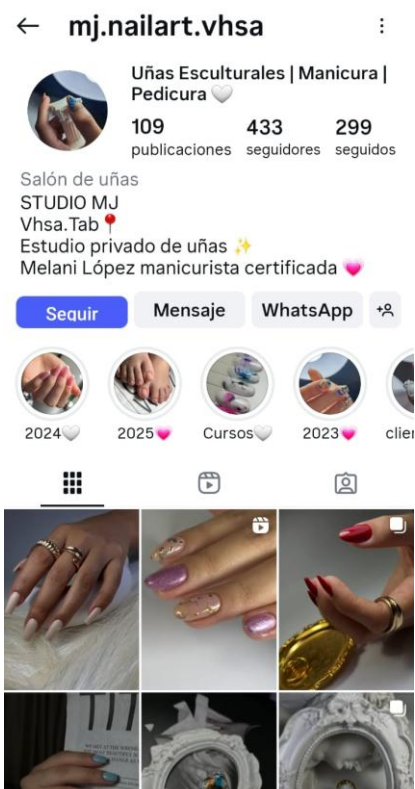 mj.nailart.vhsa
Uñas Esculturales | Manicura |
Pedicura 🤍
109 433 299
publicaciones seguidores seguidos
Salón de uñas
STUDIO MJ
Vhsa.Tab📍
Estudio privado de uñas ✨
Melani López manicurista certificada 💗
Seguir Mensaje WhatsApp
2024🤍 2025💗 Cursos🤍 2023💗 clien